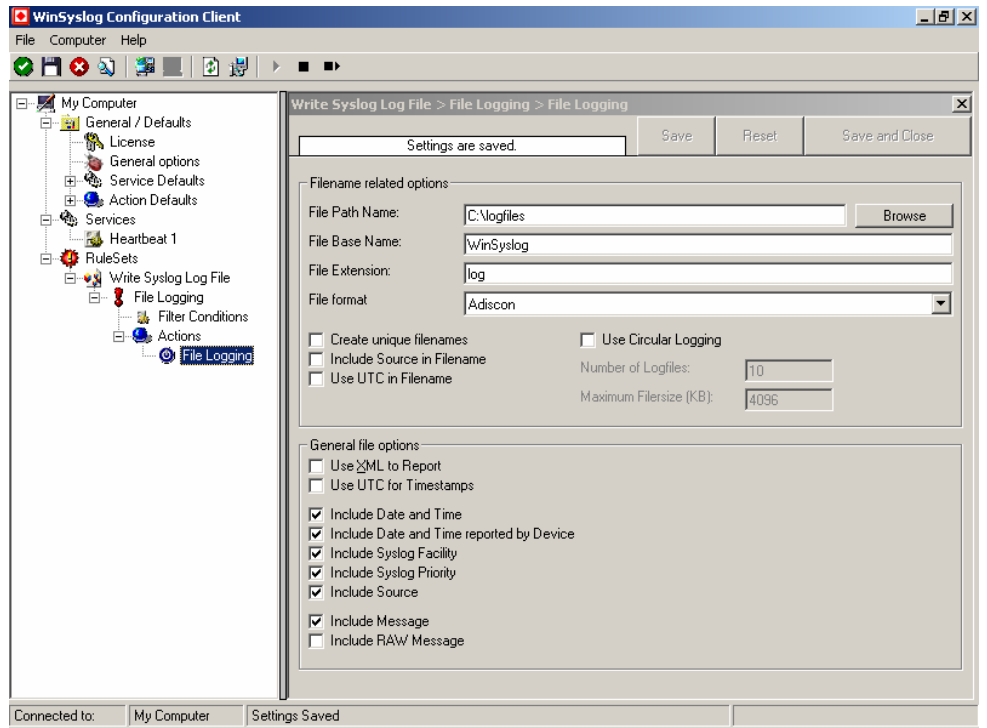 WinSyslog Configuration Client
File Computer Help
My Computer
General / Defaults
License
General options
Service Defaults
Action Defaults
Services
Heartbeat 1
RuleSets
Write Syslog Log File
File Logging
Filter Conditions
Actions
File Logging
Write Syslog Log File > File Logging > File Logging
Settings are saved.
Save
Reset
Save and Close
Filename related options
File Path Name:
C:\logfiles
Browse
File Base Name:
WinSyslog
File Extension:
log
File format
Adiscon
Create unique filenames
Include Source in Filename
Use UTC in Filename
Use Circular Logging
Number of Logfiles:
10
Maximum Filersize (KB):
4096
General file options
Use XML to Report
Use UTC for Timestamps
Include Date and Time
Include Date and Time reported by Device
Include Syslog Facility
Include Syslog Priority
Include Source
Include Message
Include RAW Message
Connected to:
My Computer
Settings Saved